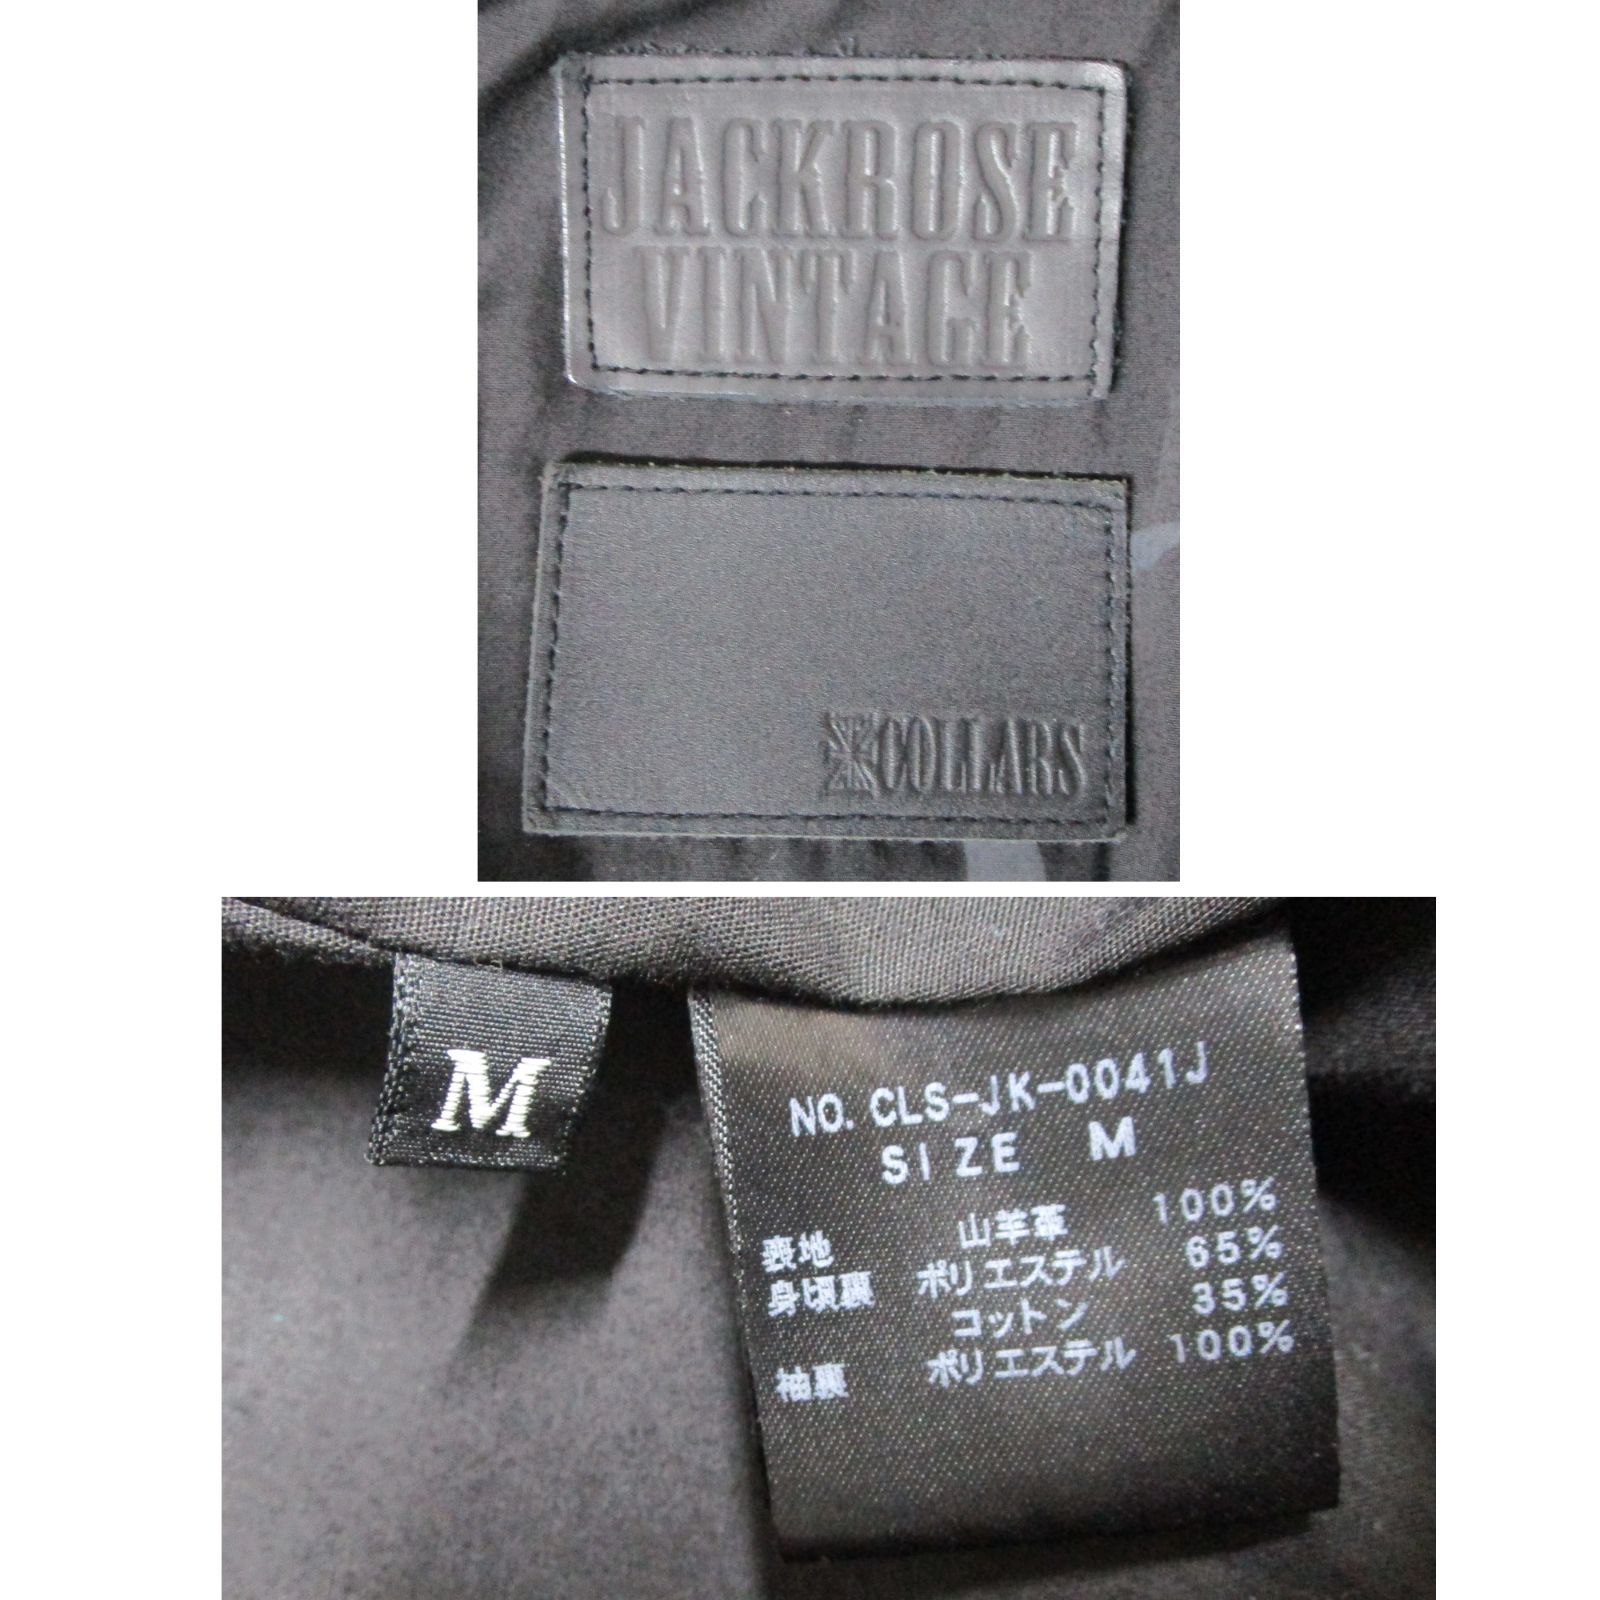 JACKROSE
VINTAGE
COLLARS
M
NO. CLS-JK-0041J
SIZE M
表地 山羊革 100%
身頃裏 ポリエステル 65%
コットン 35%
袖裏 ポリエステル 100%